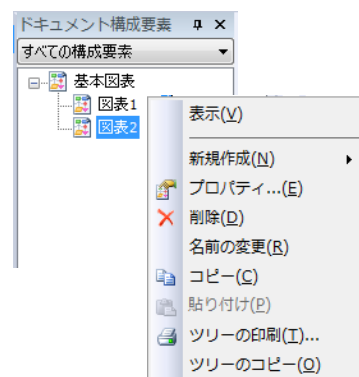 ドキュメント構成要素
すべての構成要素
基本図表
図表1
図表2
表示(V)
新規作成(N)
プロパティ...(E)
削除(D)
名前の変更(R)
コピー(C)
貼り付け(P)
ツリーの印刷(T)...
ツリーのコピー(O)